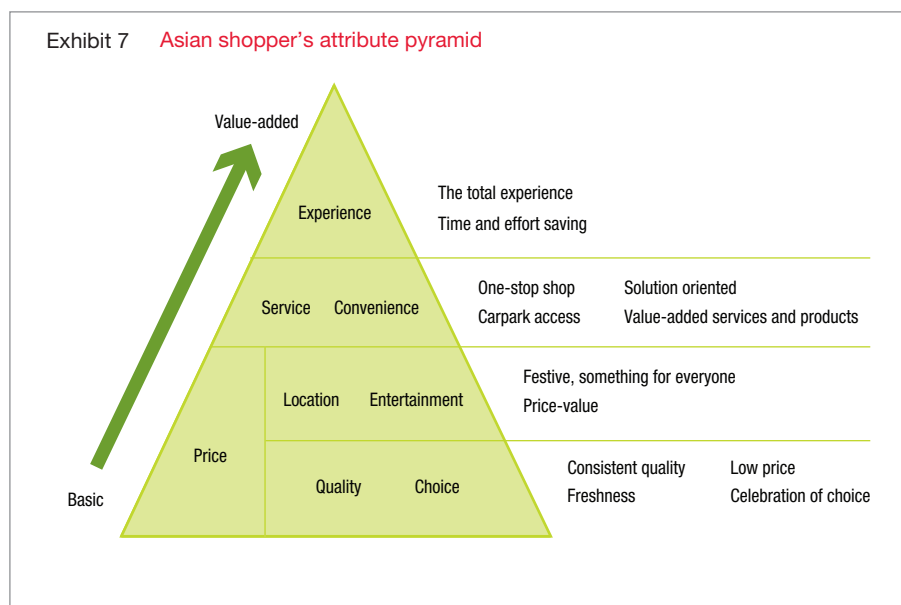 Exhibit 7 Asian shopper's attribute pyramid
Value-added
Experience
The total experience
Time and effort saving
Service Convenience
One-stop shop Solution oriented
Carpark access Value-added services and products
Location Entertainment
Festive, something for everyone
Price-value
Price
Quality Choice
Consistent quality Low price
Freshness Celebration of choice
Basic